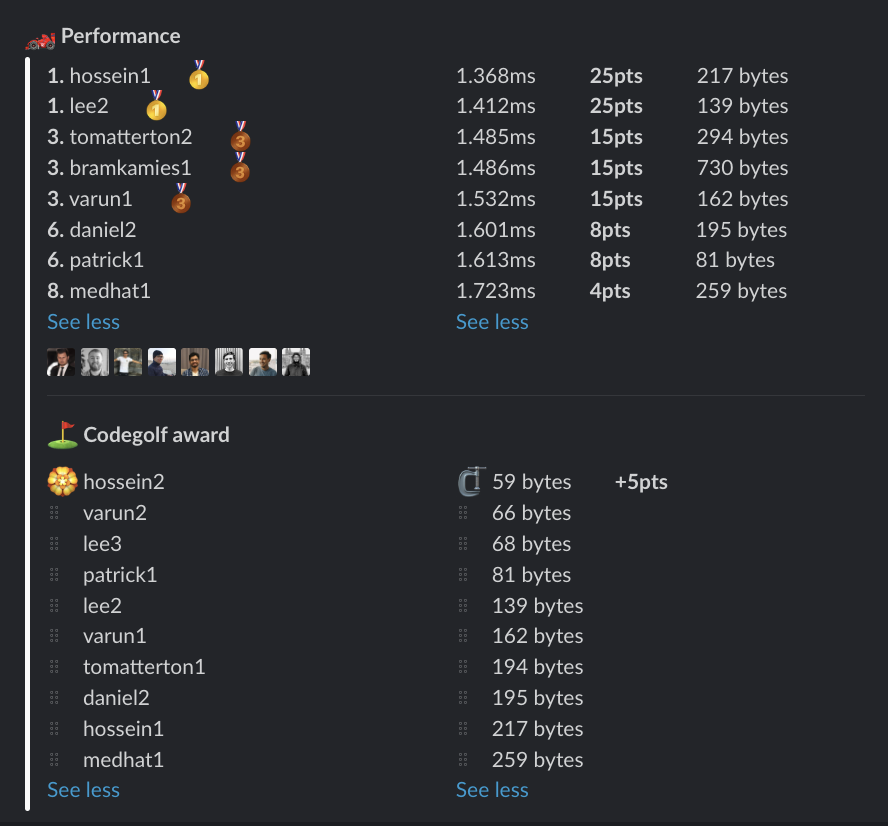 Performance
1. hossein1 1.368ms 25pts 217 bytes
1. lee2 1.412ms 25pts 139 bytes
3. tomatterton2 1.485ms 15pts 294 bytes
3. bramkamies1 1.486ms 15pts 730 bytes
3. varun1 1.532ms 15pts 162 bytes
6. daniel2 1.601ms 8pts 195 bytes
6. patrick1 1.613ms 8pts 81 bytes
8. medhat1 1.723ms 4pts 259 bytes
See less See less
Codegolf award
hossein2 59 bytes +5pts
varun2 66 bytes
lee3 68 bytes
patrick1 81 bytes
lee2 139 bytes
varun1 162 bytes
tomatterton1 194 bytes
daniel2 195 bytes
hossein1 217 bytes
medhat1 259 bytes
See less See less